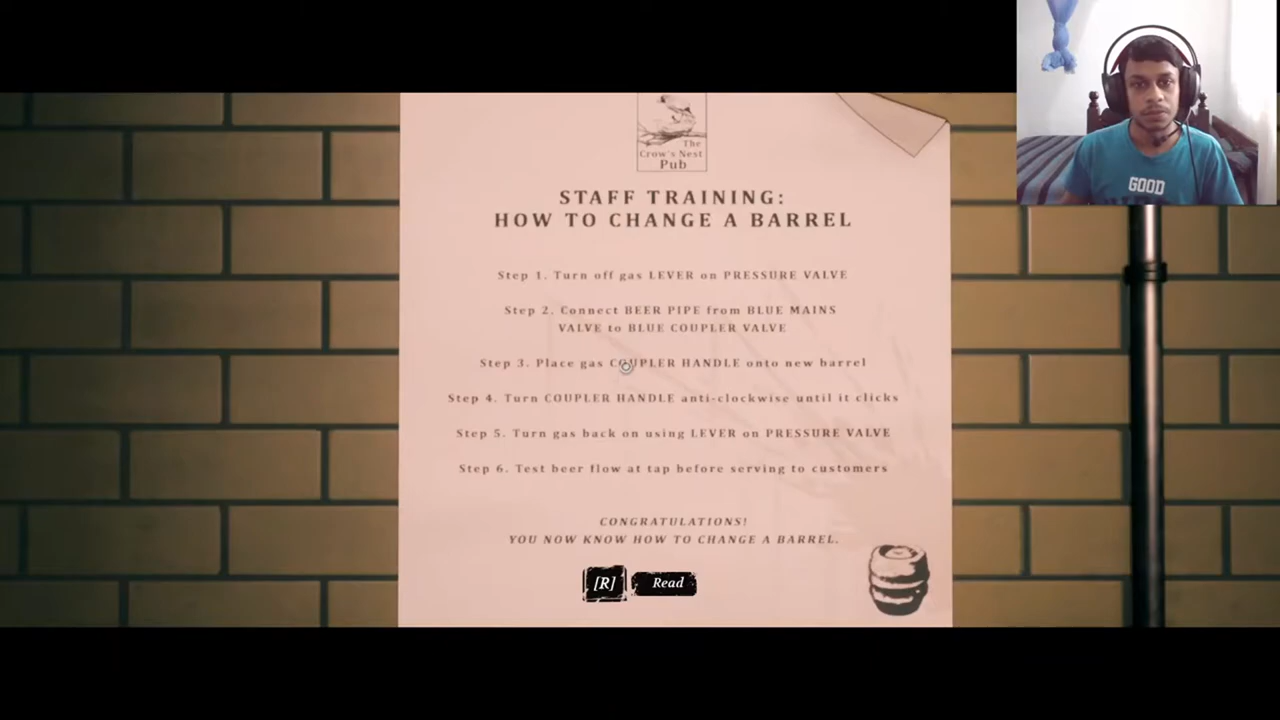 The
Crow's Nest
Pub
STAFF TRAINING:
HOW TO CHANGE A BARREL
Step 1. Turn off gas LEVER on PRESSURE VALVE
Step 2. Connect BEER PIPE from BLUE MAINS
VALVE to BLUE COUPLER VALVE
Step 3. Place gas COUPLER HANDLE onto new barrel
Step 4. Turn COUPLER HANDLE anti-clockwise until it clicks
Step 5. Turn gas back on using LEVER on PRESSURE VALVE
Step 6. Test beer flow at tap before serving to customers
CONGRATULATIONS!
YOU NOW KNOW HOW TO CHANGE A BARREL.
[R] Read
GOOD